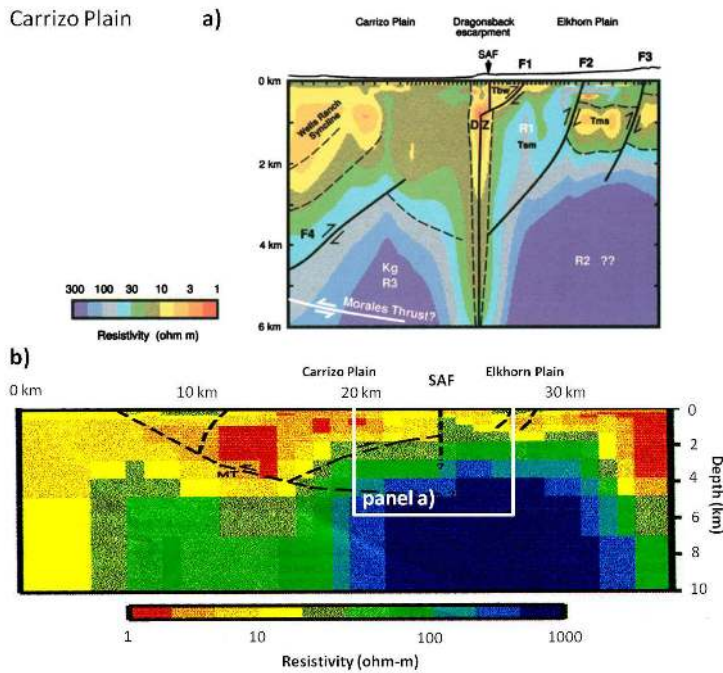 Carrizo Plain
a)
Carrizo Plain
Dragonsback
escarpment
Elkhorn Plain
SAF
F1
F2
F3
0 km
2 km
4 km
6 km
Wells Ranch
Syncline
Tbw
D Z
R1
Tsm
Tms
F4
Kg
R3
R2 ??
Morales Thrust?
300 100 30 10 3 1
Resistivity (ohm m)
b)
0 km
10 km
Carrizo Plain
20 km
SAF
Elkhorn Plain
30 km
MT
?
panel a)
0
2
4
6
8
10
Depth (km)
1 10 100 1000
Resistivity (ohm-m)